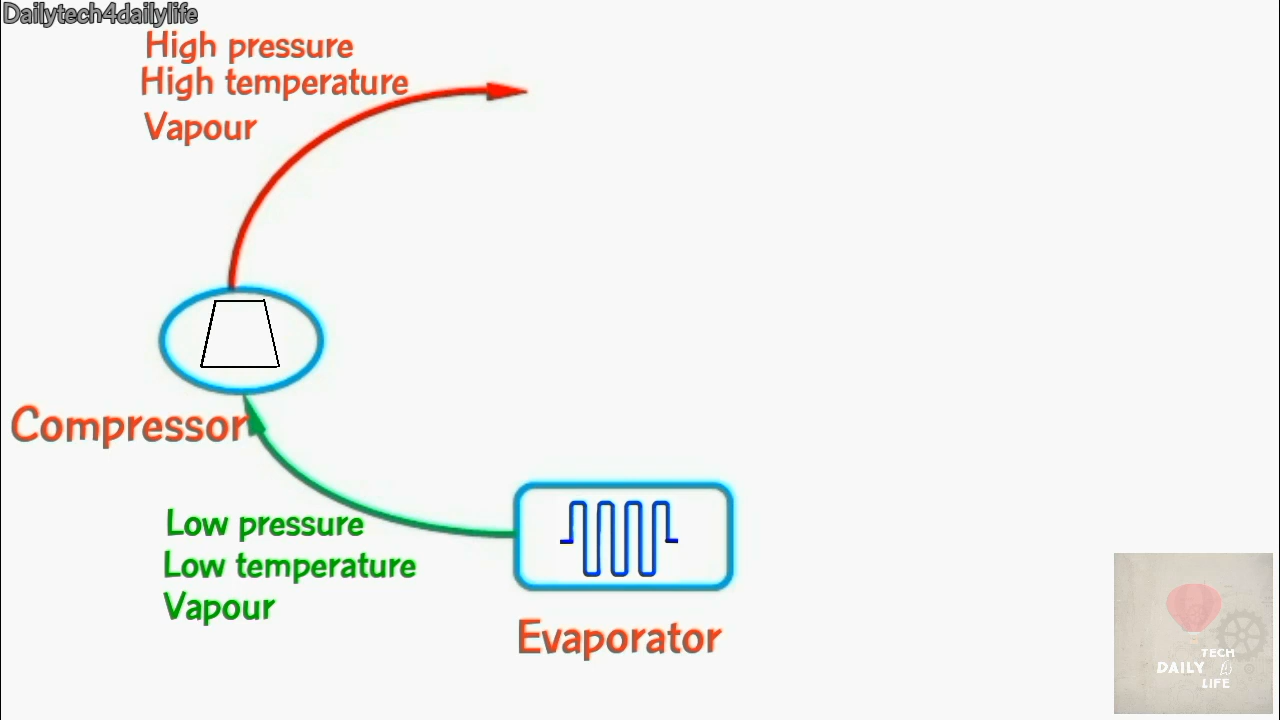 Dailytech4dailylife
High pressure
High temperature
Vapour
Compressor
Low pressure
Low temperature
Vapour
Evaporator
TECH
DAILY
LIFE